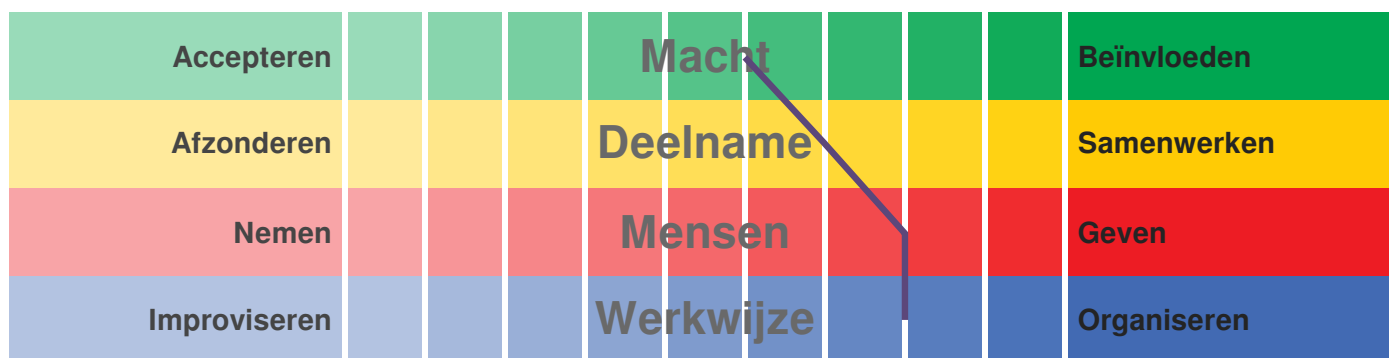 Accepteren Macht Beïnvloeden
Afzonderen Deelname Samenwerken
Nemen Mensen Geven
Improviseren Werkwijze Organiseren